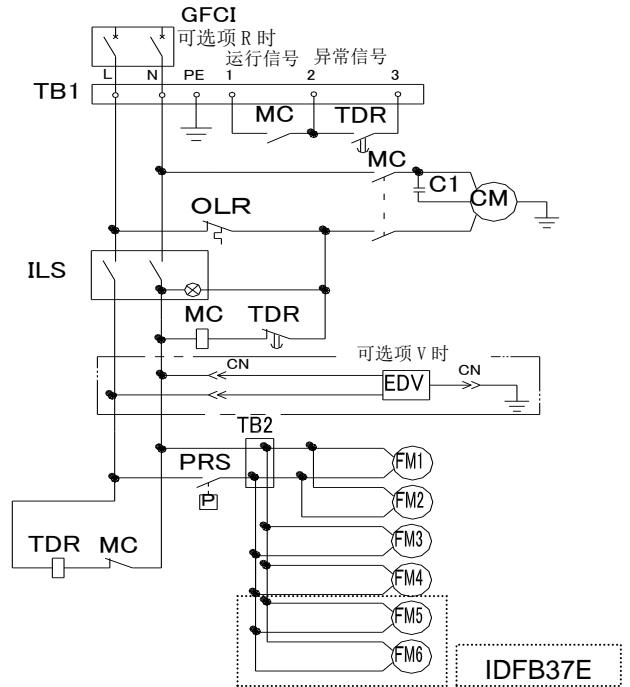 GFCI
可选项R时
运行信号 异常信号
L N PE 1 2 3
TB1
MC TDR
MC
C1
CM
OLR
ILS
MC TDR
可选项V时
CN CN
EDV
TB2
PRS
P
FM1
FM2
TDR MC
FM3
FM4
FM5
FM6
IDFB37E